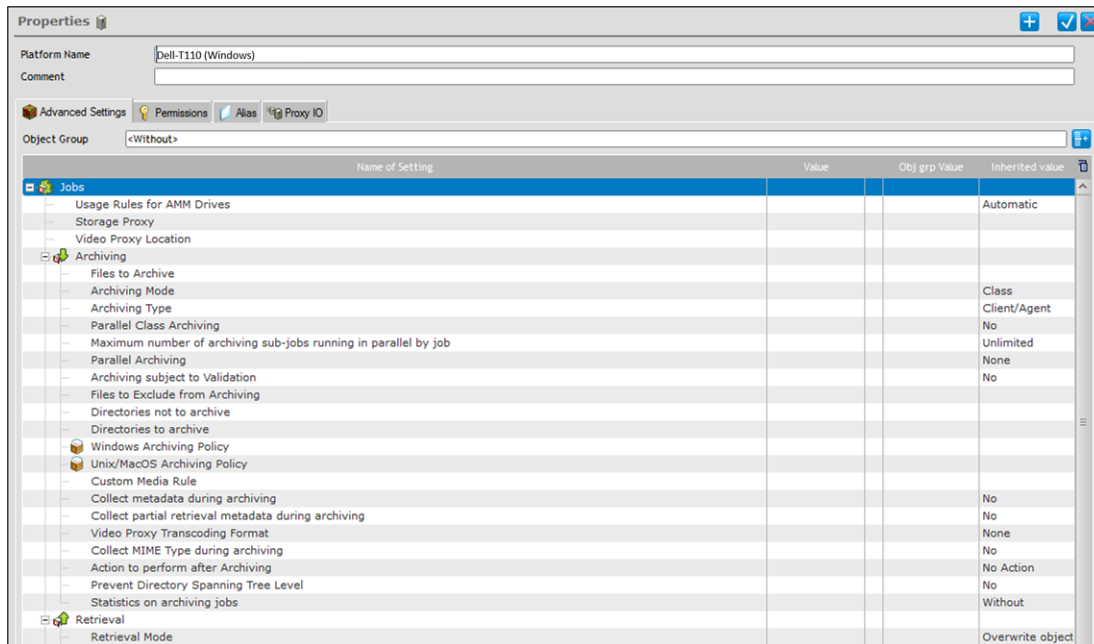 Properties
Platform Name Dell-T110 (Windows)
Comment
Advanced Settings Permissions Alias Proxy IO
Object Group <Without>
Name of Setting Value Obj grp Value Inherited value
Jobs
Usage Rules for AMM Drives Automatic
Storage Proxy
Video Proxy Location
Archiving
Files to Archive
Archiving Mode Class
Archiving Type Client/Agent
Parallel Class Archiving No
Maximum number of archiving sub-jobs running in parallel by job Unlimited
Parallel Archiving None
Archiving subject to Validation No
Files to Exclude from Archiving
Directories not to archive
Directories to archive
Windows Archiving Policy
Unix/MacOS Archiving Policy
Custom Media Rule
Collect metadata during archiving No
Collect partial retrieval metadata during archiving No
Video Proxy Transcoding Format None
Collect MIME Type during archiving No
Action to perform after Archiving No Action
Prevent Directory Spanning Tree Level No
Statistics on archiving jobs Without
Retrieval
Retrieval Mode Overwrite object